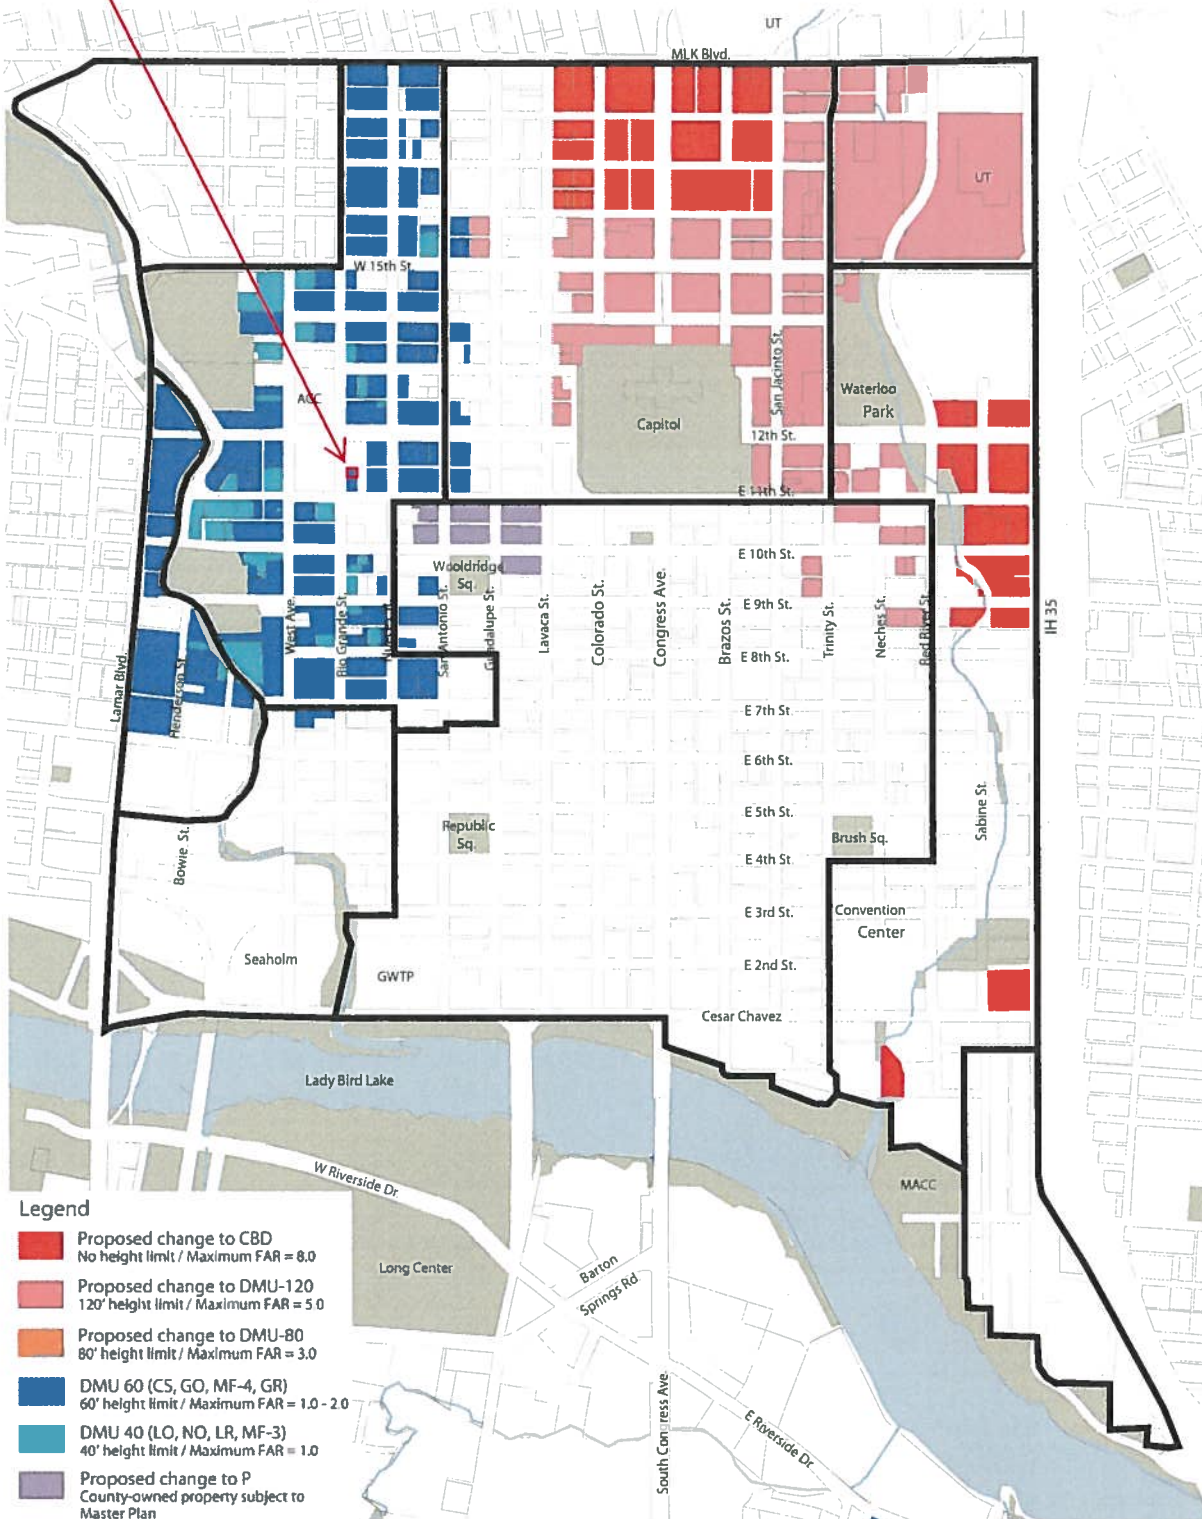 UT
MLK Blvd.
UT
W 15th St.
San Jacinto St.
Waterloo
Park
ACC
Capitol
12th St.
E 11th St.
E 10th St.
Wooldridge
Sq.
E 9th St.
West Ave.
Rio Grande St.
San Antonio St.
Guadalupe St.
Lavaca St.
Colorado St.
Congress Ave.
Brazos St.
Trinity St.
Neches St.
Red River St.
IH 35
E 8th St.
Lamar Blvd.
Henderson St.
E 7th St.
E 6th St.
E 5th St.
Sabine St.
Republic
Sq.
Brush Sq.
Bowie St.
E 4th St.
E 3rd St.
Convention
Center
Seaholm
E 2nd St.
GWTP
Cesar Chavez
Lady Bird Lake
W Riverside Dr.
MACC
Long Center
Barton
Springs Rd
South Congress Ave.
E Riverside Dr.
Legend
Proposed change to CBD
No height limit / Maximum FAR = 8.0
Proposed change to DMU-120
120' height limit / Maximum FAR = 5.0
Proposed change to DMU-80
80' height limit / Maximum FAR = 3.0
DMU 60 (CS, GO, MF-4, GR)
60' height limit / Maximum FAR = 1.0 - 2.0
DMU 40 (LO, NO, LR, MF-3)
40' height limit / Maximum FAR = 1.0
Proposed change to P
County-owned property subject to
Master Plan